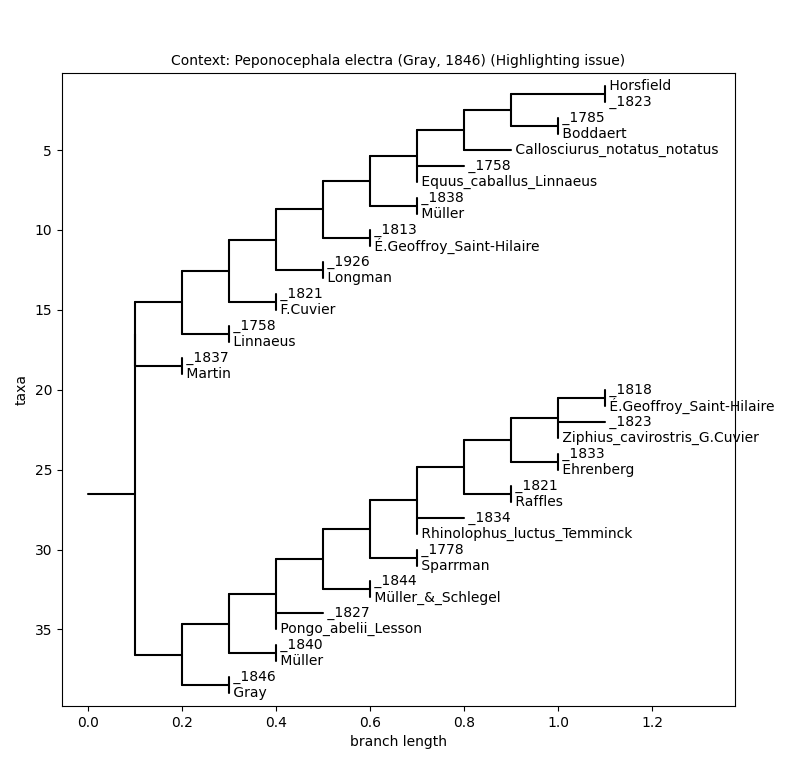 Context: Peponocephala electra (Gray, 1846) (Highlighting issue)
Horsfield
_1823
_1785
Boddaert
Callosciurus_notatus_notatus
_1758
Equus_caballus_Linnaeus
_1838
Müller
_1813
É.Geoffroy_Saint-Hilaire
_1926
Longman
_1821
F.Cuvier
_1758
Linnaeus
_1837
Martin
_1818
É.Geoffroy_Saint-Hilaire
_1823
Ziphius_cavirostris_G.Cuvier
_1833
Ehrenberg
_1821
Raffles
_1834
Rhinolophus_luctus_Temminck
_1778
Sparrman
_1844
Müller_&_Schlegel
_1827
Pongo_abelii_Lesson
_1840
Müller
_1846
Gray
5
10
15
20
25
30
35
taxa
0.0 0.2 0.4 0.6 0.8 1.0 1.2
branch length